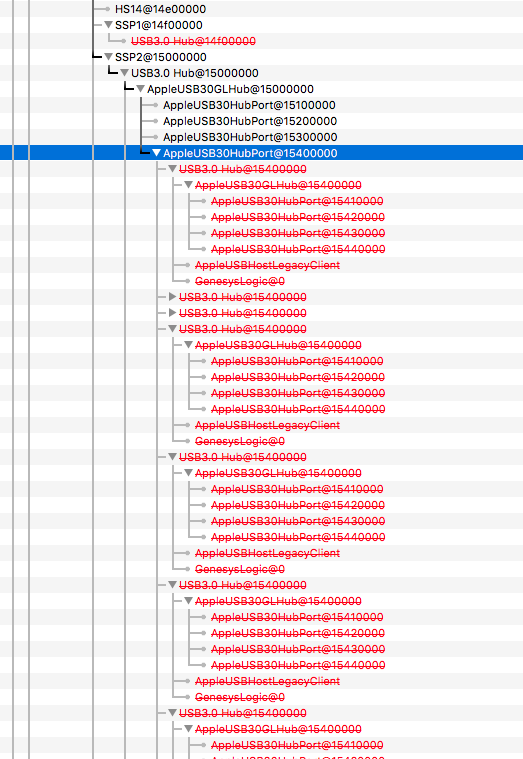 HS14@14e00000
SSP1@14f00000
USB3.0 Hub@14f00000
SSP2@15000000
USB3.0 Hub@15000000
AppleUSB30GLHub@15000000
AppleUSB30HubPort@15100000
AppleUSB30HubPort@15200000
AppleUSB30HubPort@15300000
AppleUSB30HubPort@15400000
USB3.0 Hub@15400000
AppleUSB30GLHub@15400000
AppleUSB30HubPort@15410000
AppleUSB30HubPort@15420000
AppleUSB30HubPort@15430000
AppleUSB30HubPort@15440000
AppleUSBHostLegacyClient
GenesysLogic@0
USB3.0 Hub@15400000
USB3.0 Hub@15400000
USB3.0 Hub@15400000
AppleUSB30GLHub@15400000
AppleUSB30HubPort@15410000
AppleUSB30HubPort@15420000
AppleUSB30HubPort@15430000
AppleUSB30HubPort@15440000
AppleUSBHostLegacyClient
GenesysLogic@0
USB3.0 Hub@15400000
AppleUSB30GLHub@15400000
AppleUSB30HubPort@15410000
AppleUSB30HubPort@15420000
AppleUSB30HubPort@15430000
AppleUSB30HubPort@15440000
AppleUSBHostLegacyClient
GenesysLogic@0
USB3.0 Hub@15400000
AppleUSB30GLHub@15400000
AppleUSB30HubPort@15410000
AppleUSB30HubPort@15420000
AppleUSB30HubPort@15430000
AppleUSB30HubPort@15440000
AppleUSBHostLegacyClient
GenesysLogic@0
USB3.0 Hub@15400000
AppleUSB30GLHub@15400000
AppleUSB30HubPort@15410000